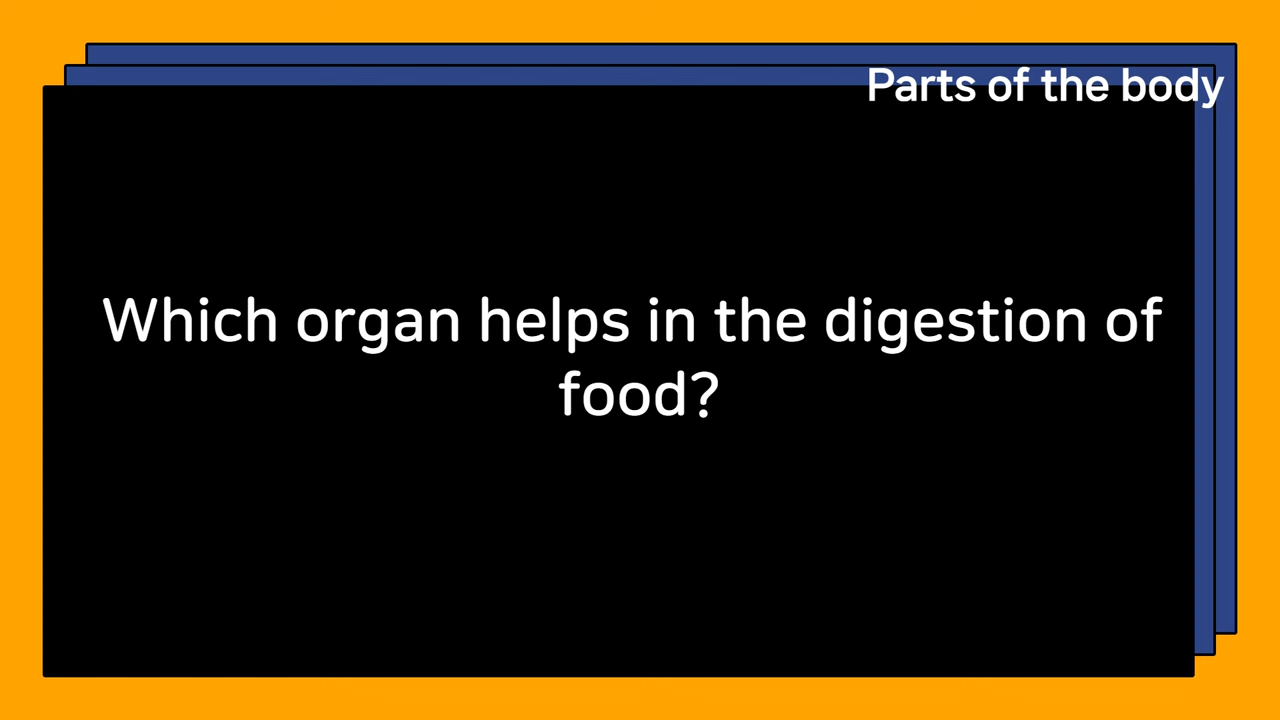 Parts of the body
Which organ helps in the digestion of
food?